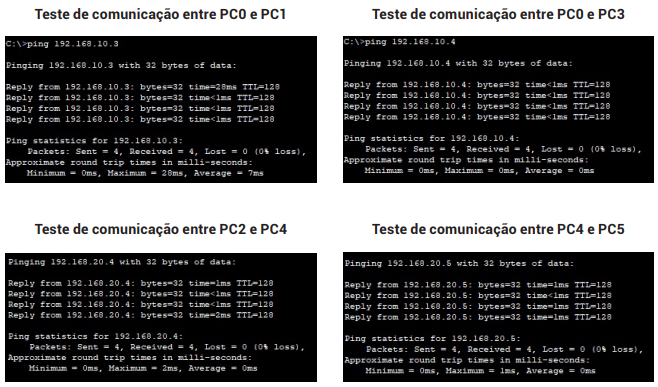 Teste de comunicação entre PC0 e PC1
C:\>ping 192.168.10.3
Pinging 192.168.10.3 with 32 bytes of data:
Reply from 192.168.10.3: bytes=32 time=28ms TTL=128
Reply from 192.168.10.3: bytes=32 time<1ms TTL=128
Reply from 192.168.10.3: bytes=32 time<1ms TTL=128
Reply from 192.168.10.3: bytes=32 time<1ms TTL=128
Ping statistics for 192.168.10.3:
Packets: Sent = 4, Received = 4, Lost = 0 (0% loss),
Approximate round trip times in milli-seconds:
Minimum = 0ms, Maximum = 28ms, Average = 7ms
Teste de comunicação entre PC0 e PC3
C:\>ping 192.168.10.4
Pinging 192.168.10.4 with 32 bytes of data:
Reply from 192.168.10.4: bytes=32 time<1ms TTL=128
Reply from 192.168.10.4: bytes=32 time<1ms TTL=128
Reply from 192.168.10.4: bytes=32 time<1ms TTL=128
Reply from 192.168.10.4: bytes=32 time<1ms TTL=128
Ping statistics for 192.168.10.4:
Packets: Sent = 4, Received = 4, Lost = 0 (0% loss),
Approximate round trip times in milli-seconds:
Minimum = 0ms, Maximum = 0ms, Average = 0ms
Teste de comunicação entre PC2 e PC4
Pinging 192.168.20.4 with 32 bytes of data:
Reply from 192.168.20.4: bytes=32 time=1ms TTL=128
Reply from 192.168.20.4: bytes=32 time<1ms TTL=128
Reply from 192.168.20.4: bytes=32 time<1ms TTL=128
Reply from 192.168.20.4: bytes=32 time=2ms TTL=128
Ping statistics for 192.168.20.4:
Packets: Sent = 4, Received = 4, Lost = 0 (0% loss),
Approximate round trip times in milli-seconds:
Minimum = 0ms, Maximum = 2ms, Average = 0ms
Teste de comunicação entre PC4 e PC5
Pinging 192.168.20.5 with 32 bytes of data:
Reply from 192.168.20.5: bytes=32 time=1ms TTL=128
Reply from 192.168.20.5: bytes=32 time<1ms TTL=128
Reply from 192.168.20.5: bytes=32 time=1ms TTL=128
Reply from 192.168.20.5: bytes=32 time=1ms TTL=128
Ping statistics for 192.168.20.5:
Packets: Sent = 4, Received = 4, Lost = 0 (0% loss),
Approximate round trip times in milli-seconds:
Minimum = 0ms, Maximum = 1ms, Average = 0ms